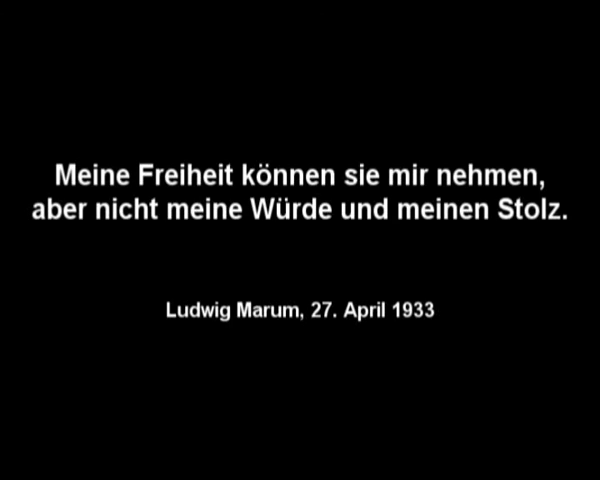 Meine Freiheit können sie mir nehmen,
aber nicht meine Würde und meinen Stolz.
Ludwig Marum, 27. April 1933